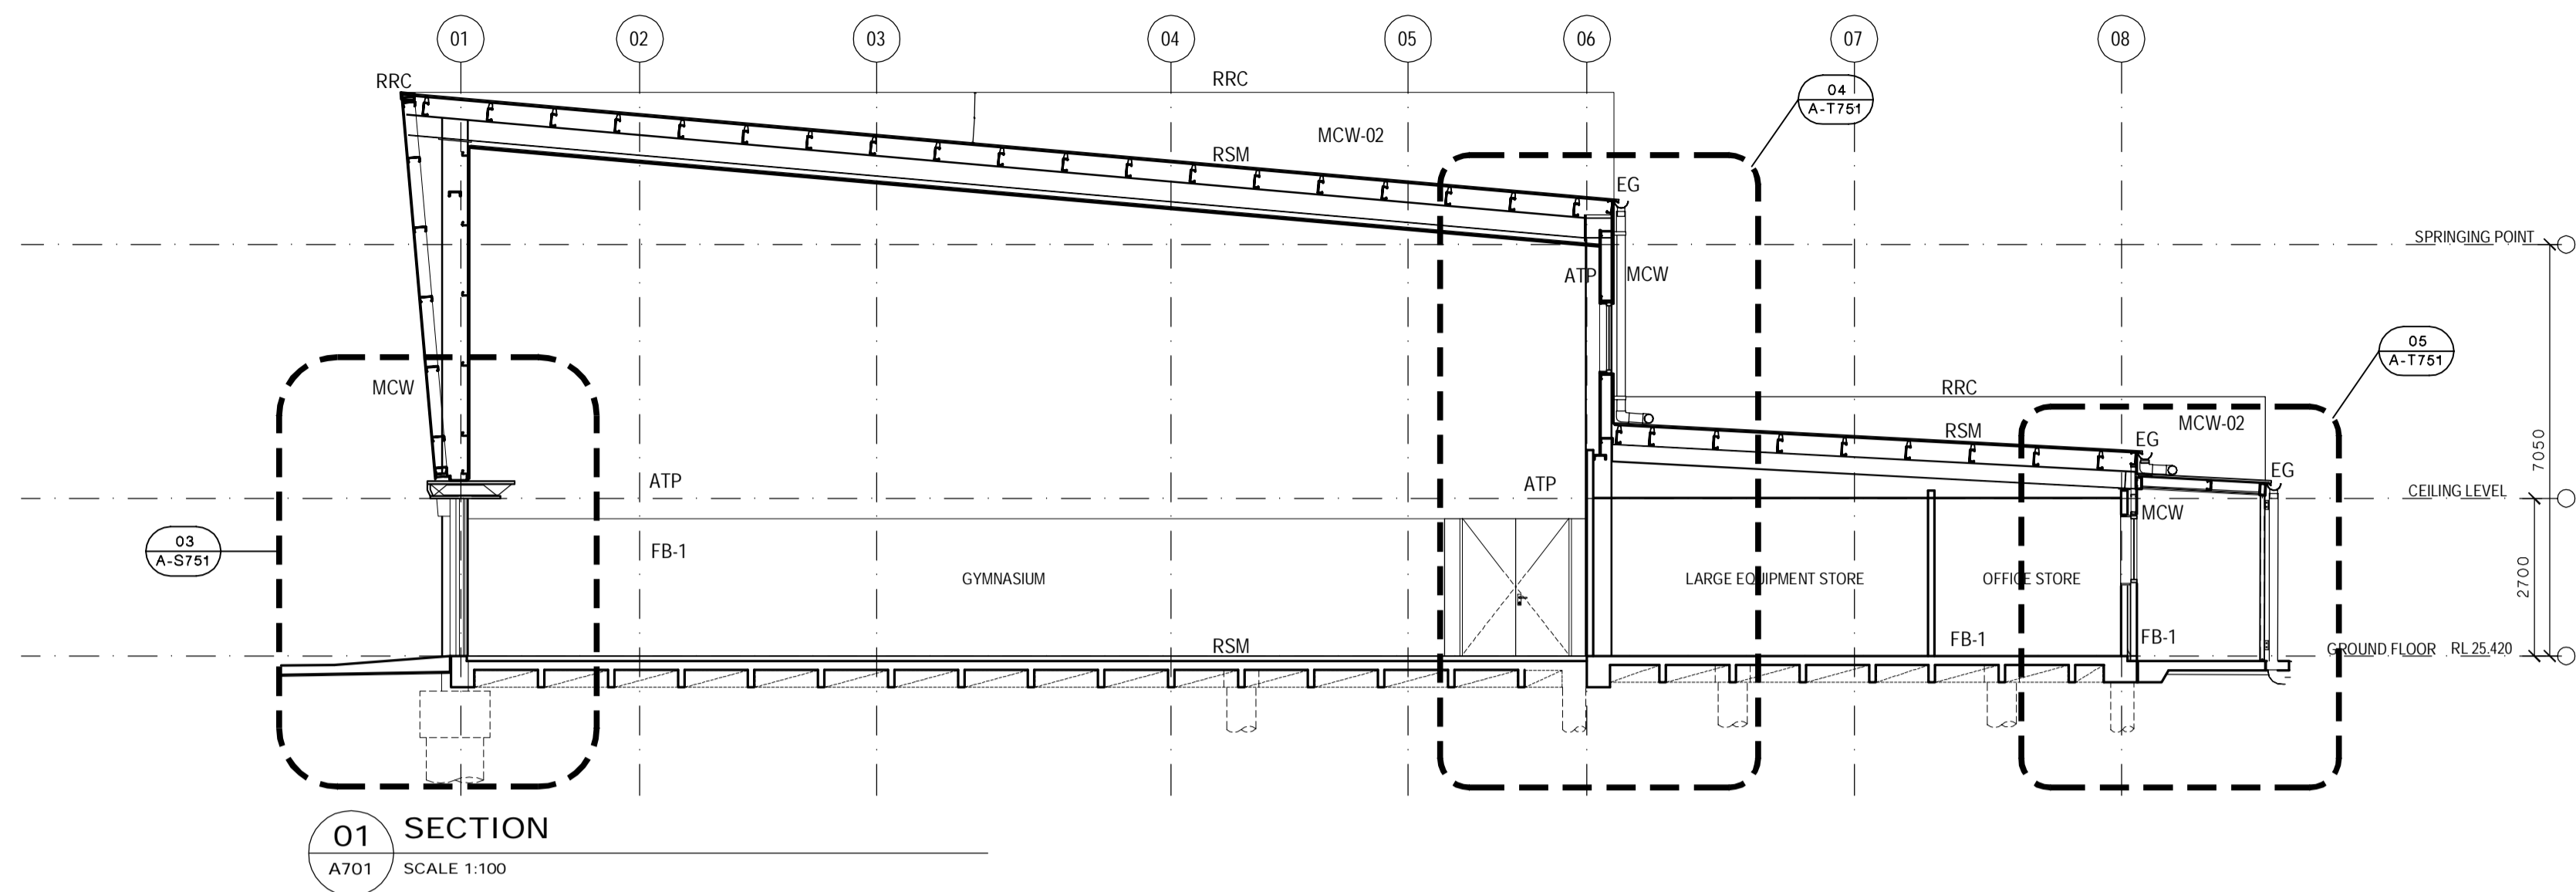 01
02
03
04
05
06
07
08
RRC
RRC
04
A-T751
MCW-02
RSM
EG
SPRINGING POINT
ATP
MCW
05
A-T751
MCW
RRC
MCW-02
RSM
EG
7050
EG
ATP
ATP
CEILING LEVEL
MCW
03
A-S751
FB-1
GYMNASIUM
LARGE EQUIPMENT STORE
OFFICE STORE
2700
RSM
FB-1
FB-1
GROUND FLOOR RL 25.420
01
SECTION
A701
SCALE 1:100